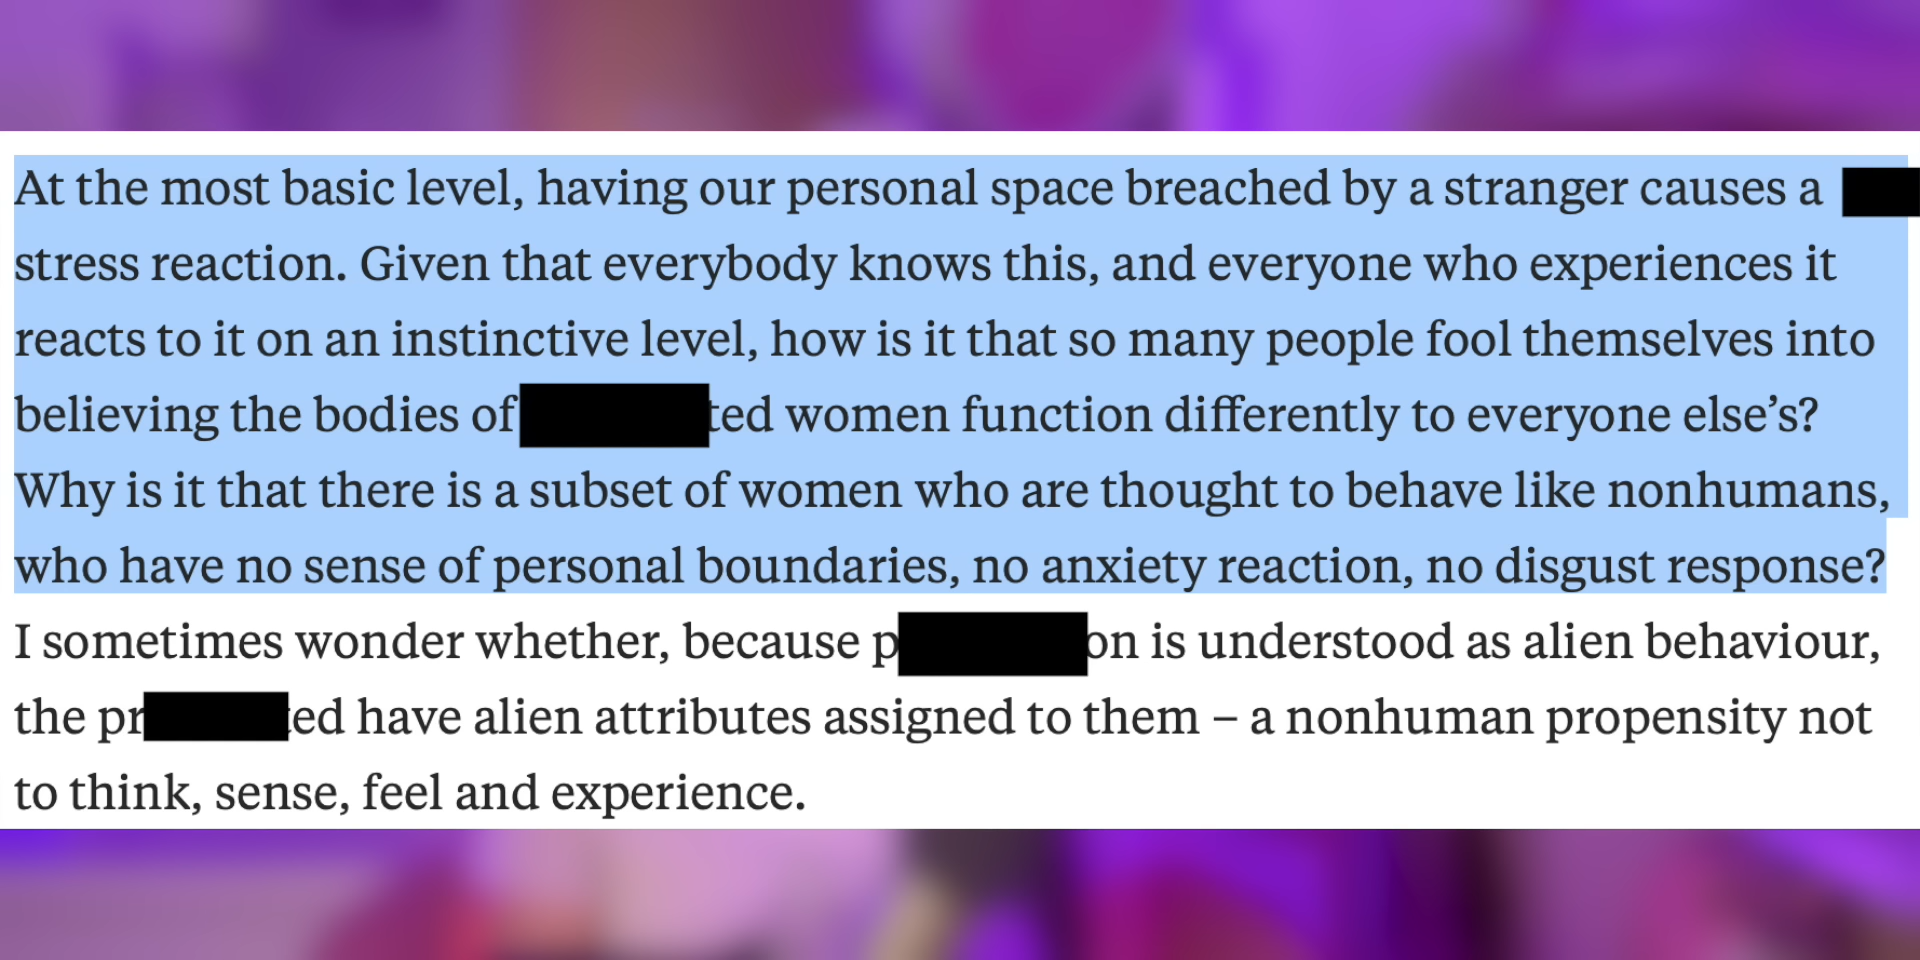 At the most basic level, having our personal space breached by a stranger causes a
stress reaction. Given that everybody knows this, and everyone who experiences it
reacts to it on an instinctive level, how is it that so many people fool themselves into
believing the bodies of ted women function differently to everyone else’s?
Why is it that there is a subset of women who are thought to behave like nonhumans,
who have no sense of personal boundaries, no anxiety reaction, no disgust response?
I sometimes wonder whether, because p on is understood as alien behaviour,
the pr ed have alien attributes assigned to them – a nonhuman propensity not
to think, sense, feel and experience.